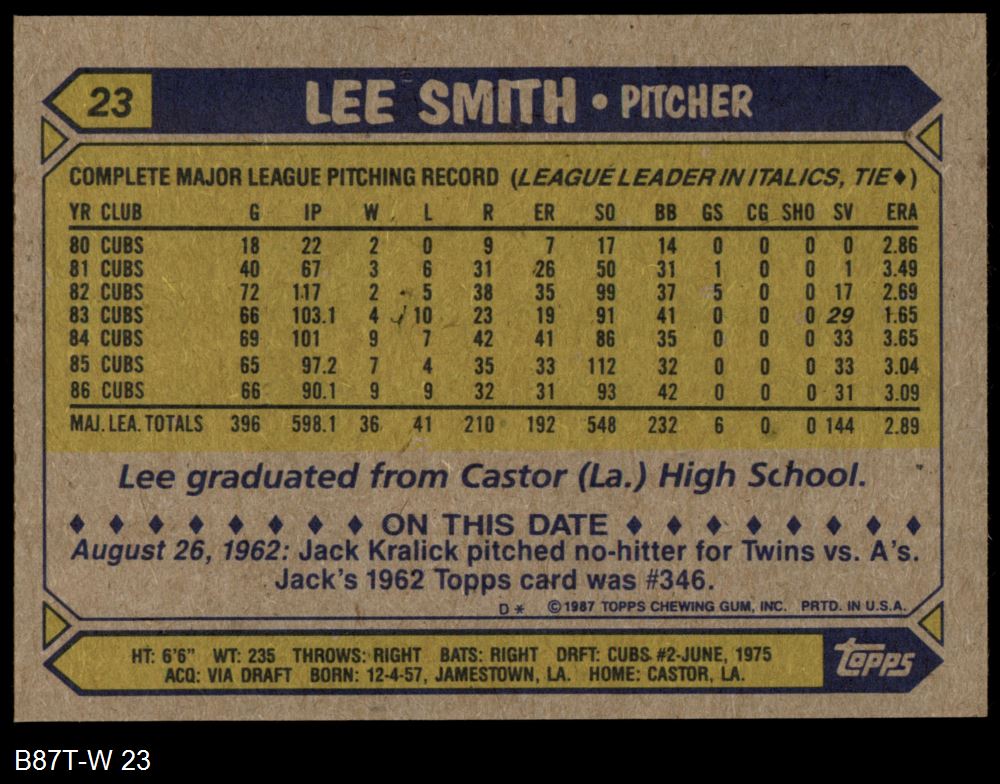 23 LEE SMITH • PITCHER
COMPLETE MAJOR LEAGUE PITCHING RECORD (LEAGUE LEADER IN ITALICS, TIE♦)
YR CLUB G IP W L R ER SO BB GS CG SHO SV ERA
80 CUBS 18 22 2 0 9 7 17 14 0 0 0 0 2.86
81 CUBS 40 67 3 6 31 26 50 31 1 0 0 1 3.49
82 CUBS 72 117 2 5 38 35 99 37 5 0 0 17 2.69
83 CUBS 66 103.1 4 10 23 19 91 41 0 0 0 29 1.65
84 CUBS 69 101 9 7 42 41 86 35 0 0 0 33 3.65
85 CUBS 65 97.2 7 4 35 33 112 32 0 0 0 33 3.04
86 CUBS 66 90.1 9 9 32 31 93 42 0 0 0 31 3.09
MAJ. LEA. TOTALS 396 598.1 36 41 210 192 548 232 6 0 0 144 2.89
Lee graduated from Castor (La.) High School.
♦ ♦ ♦ ♦ ♦ ♦ ♦ ♦ ON THIS DATE ♦ ♦ ♦ ♦ ♦ ♦ ♦ ♦
August 26, 1962: Jack Kralick pitched no-hitter for Twins vs. A's.
Jack's 1962 Topps card was #346.
D* ©1987 TOPPS CHEWING GUM, INC. PRTD. IN U.S.A.
HT: 6'6" WT: 235 THROWS: RIGHT BATS: RIGHT DRFT: CUBS #2-JUNE, 1975
ACQ: VIA DRAFT BORN: 12-4-57, JAMESTOWN, LA. HOME: CASTOR, LA.
topps
B87T-W 23